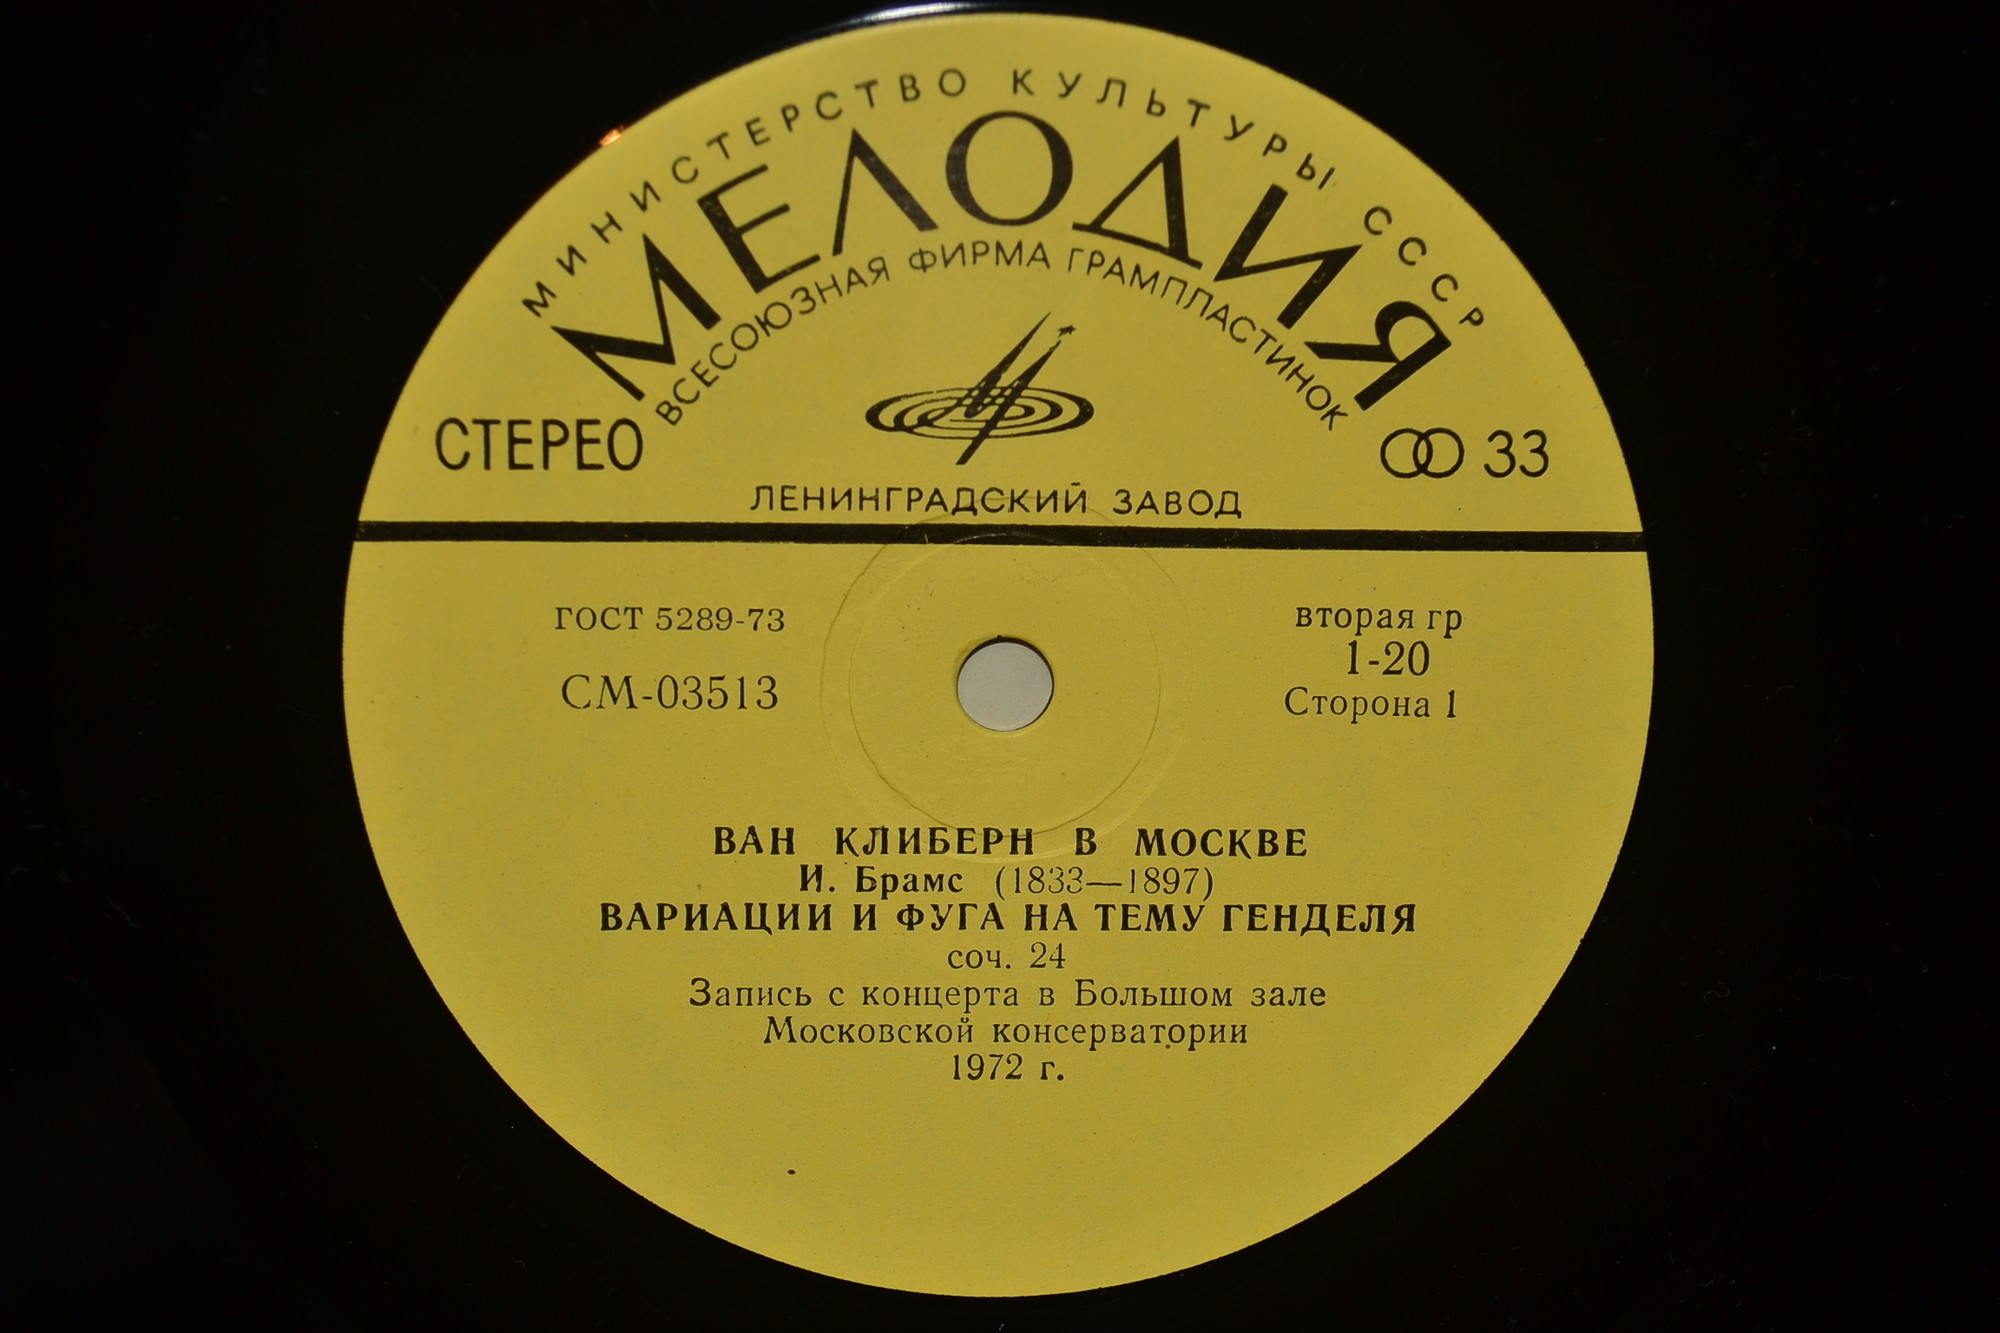 МИНИСТЕРСТВО КУЛЬТУРЫ СССР
МЕЛОДИЯ
ВСЕСОЮЗНАЯ ФИРМА ГРАМПЛАСТИНОК
СТЕРЕО
33
ЛЕНИНГРАДСКИЙ ЗАВОД
ГОСТ 5289-73
вторая гр
СМ-03513
1-20
Сторона 1
ВАН КЛИБЕРН В МОСКВЕ
И. Брамс (1833—1897)
ВАРИАЦИИ И ФУГА НА ТЕМУ ГЕНДЕЛЯ
соч. 24
Запись с концерта в Большом зале
Московской консерватории
1972 г.